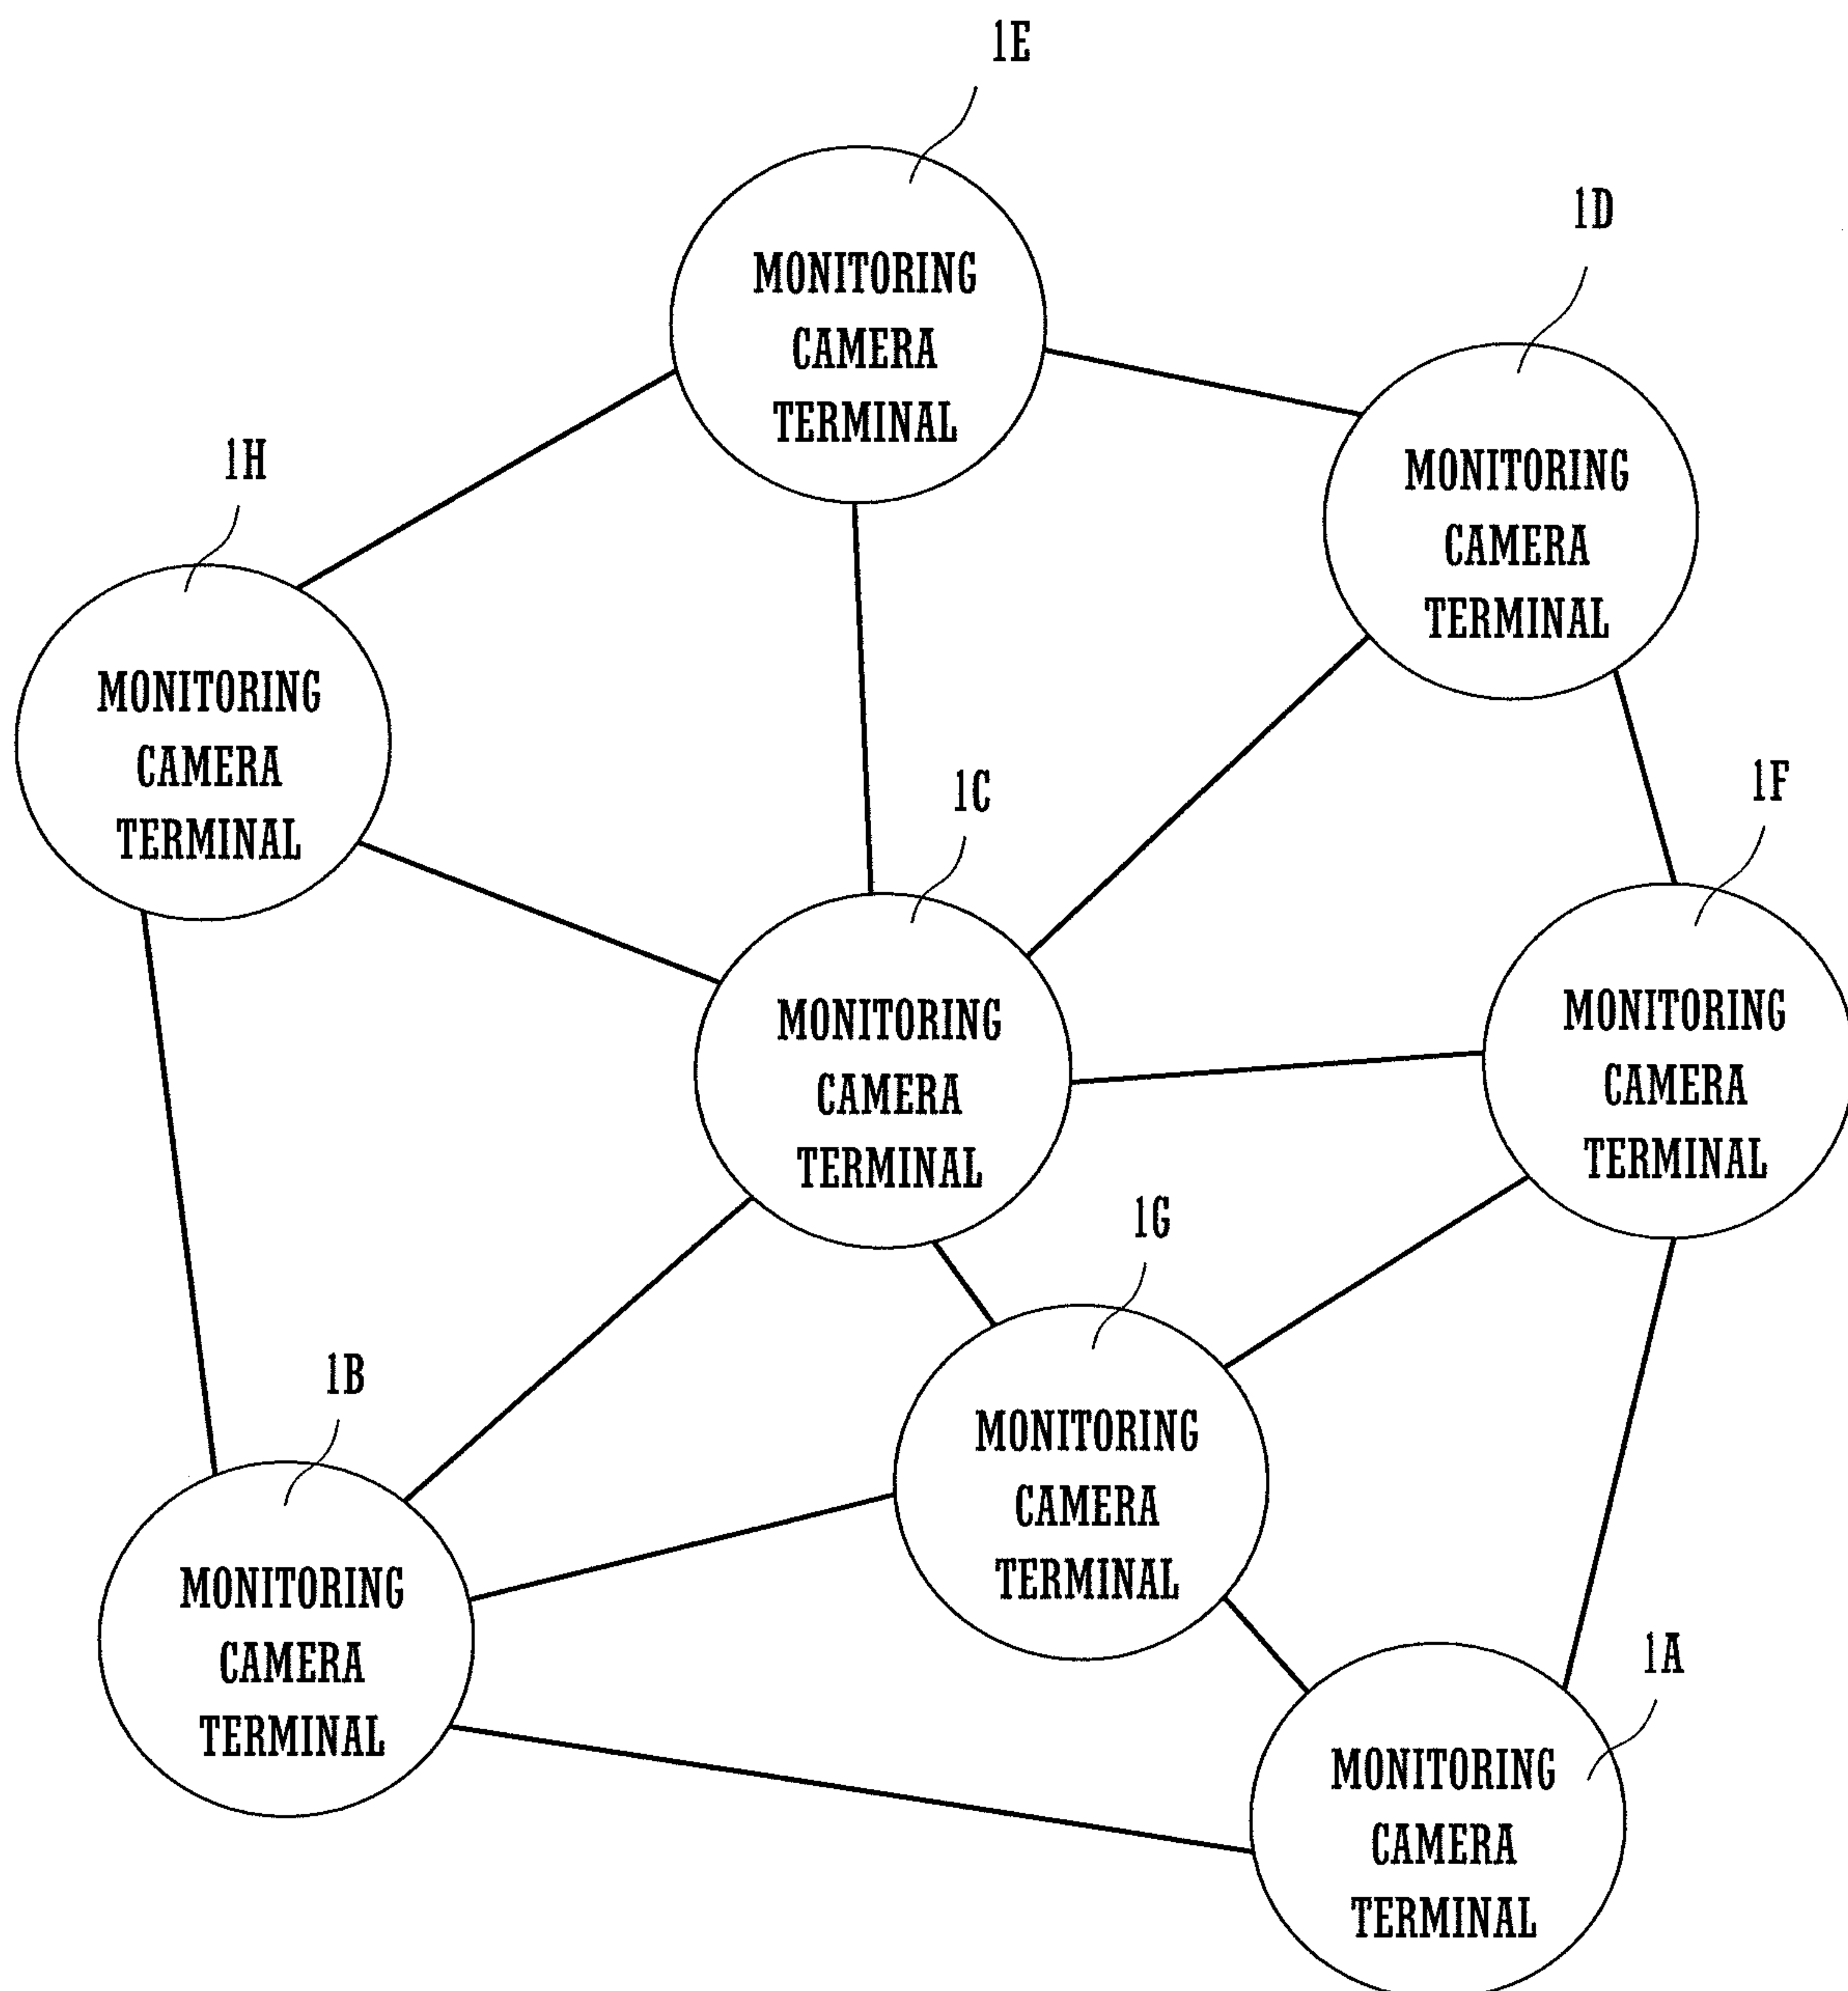 1E
MONITORING
CAMERA
TERMINAL
1D
MONITORING
CAMERA
TERMINAL
1H
MONITORING
CAMERA
TERMINAL
1C
MONITORING
CAMERA
TERMINAL
1F
MONITORING
CAMERA
TERMINAL
1G
MONITORING
CAMERA
TERMINAL
1B
MONITORING
CAMERA
TERMINAL
1A
MONITORING
CAMERA
TERMINAL